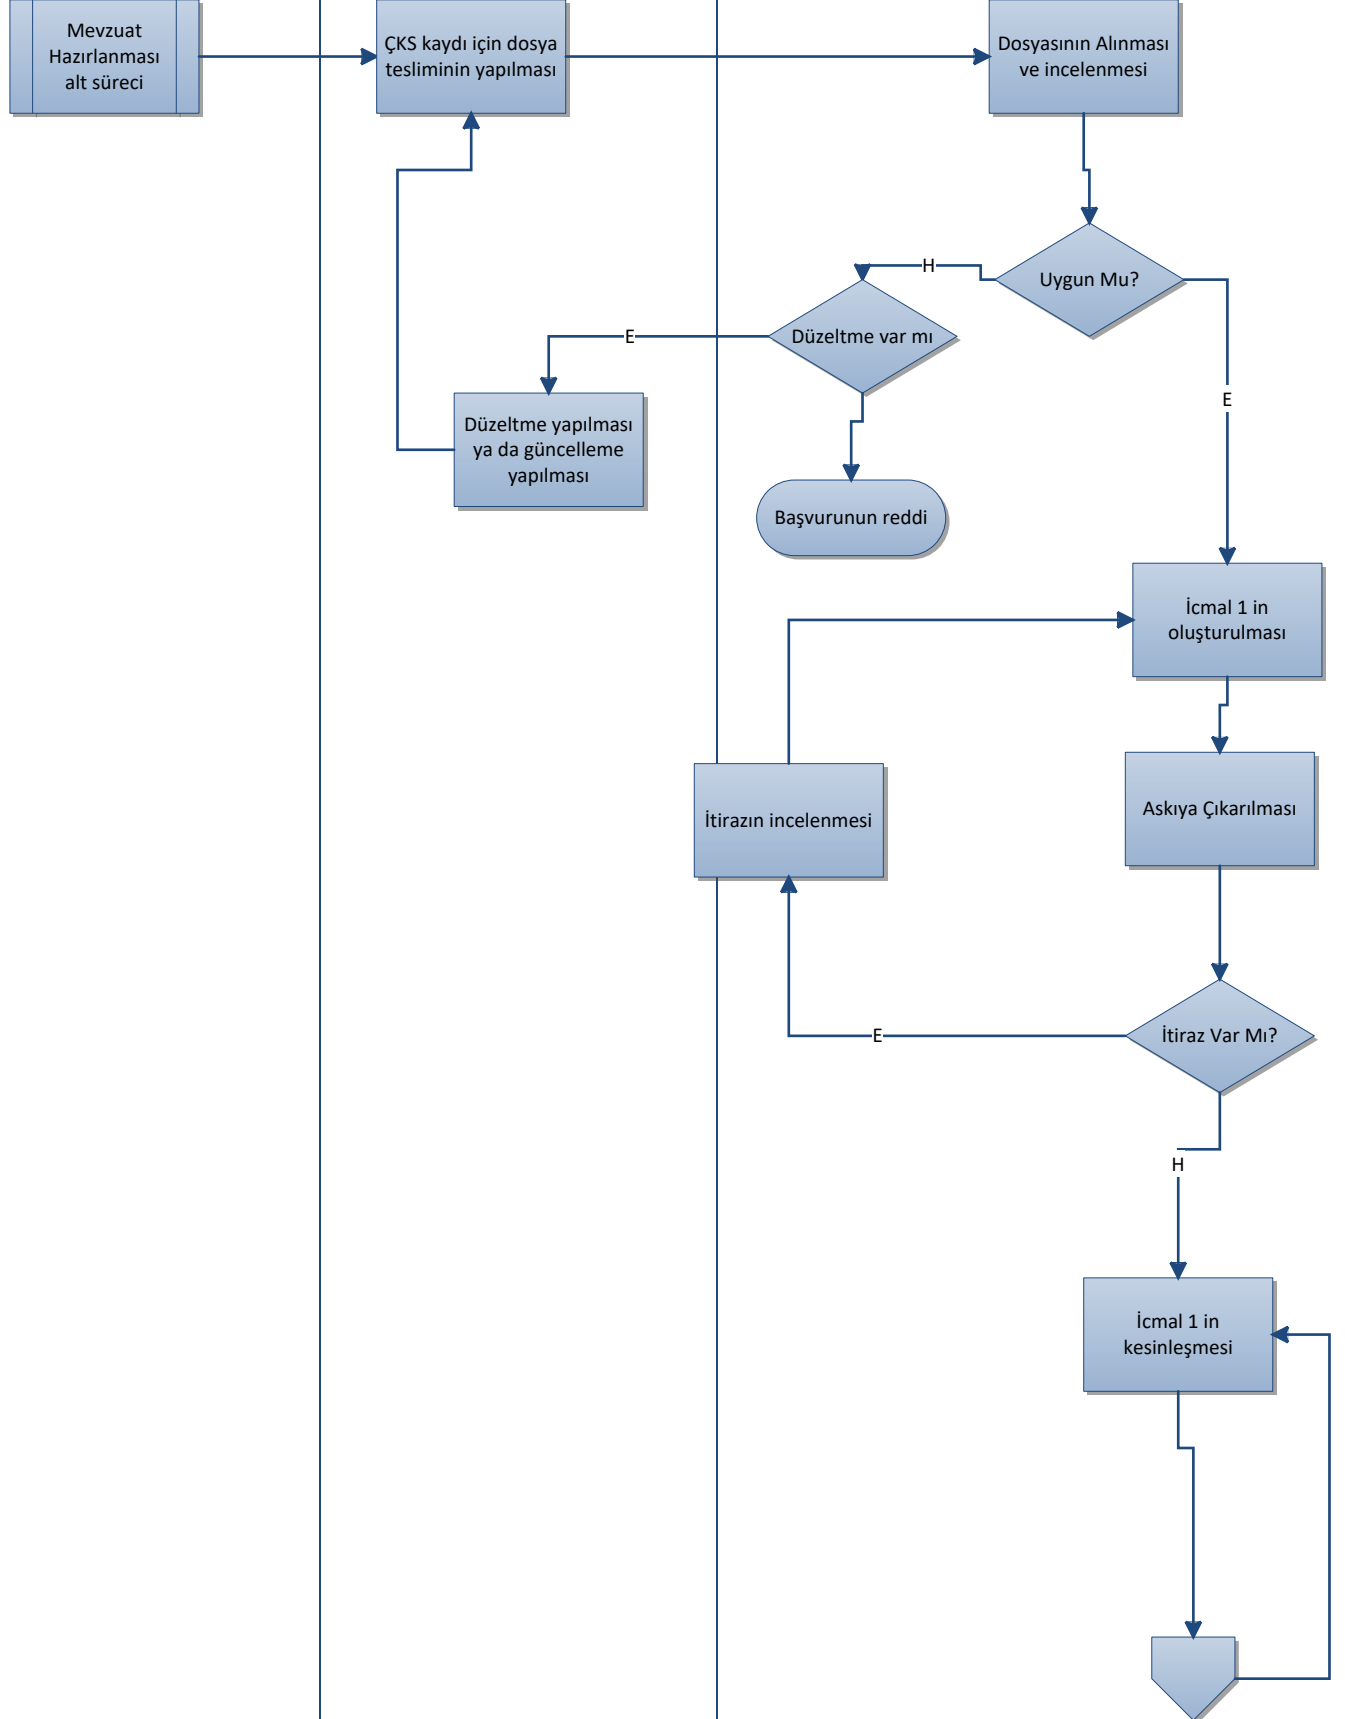 Mevzuat
Hazırlanması
alt süreci
ÇKS kaydı için dosya
tesliminin yapılması
Dosyasının Alınması
ve incelenmesi
Uygun Mu?
H
Düzeltme var mı
E
E
Düzeltme yapılması
ya da güncelleme
yapılması
Başvurunun reddi
İcmal 1 in
oluşturulması
Askıya Çıkarılması
İtirazın incelenmesi
İtiraz Var Mı?
E
H
İcmal 1 in
kesinleşmesi